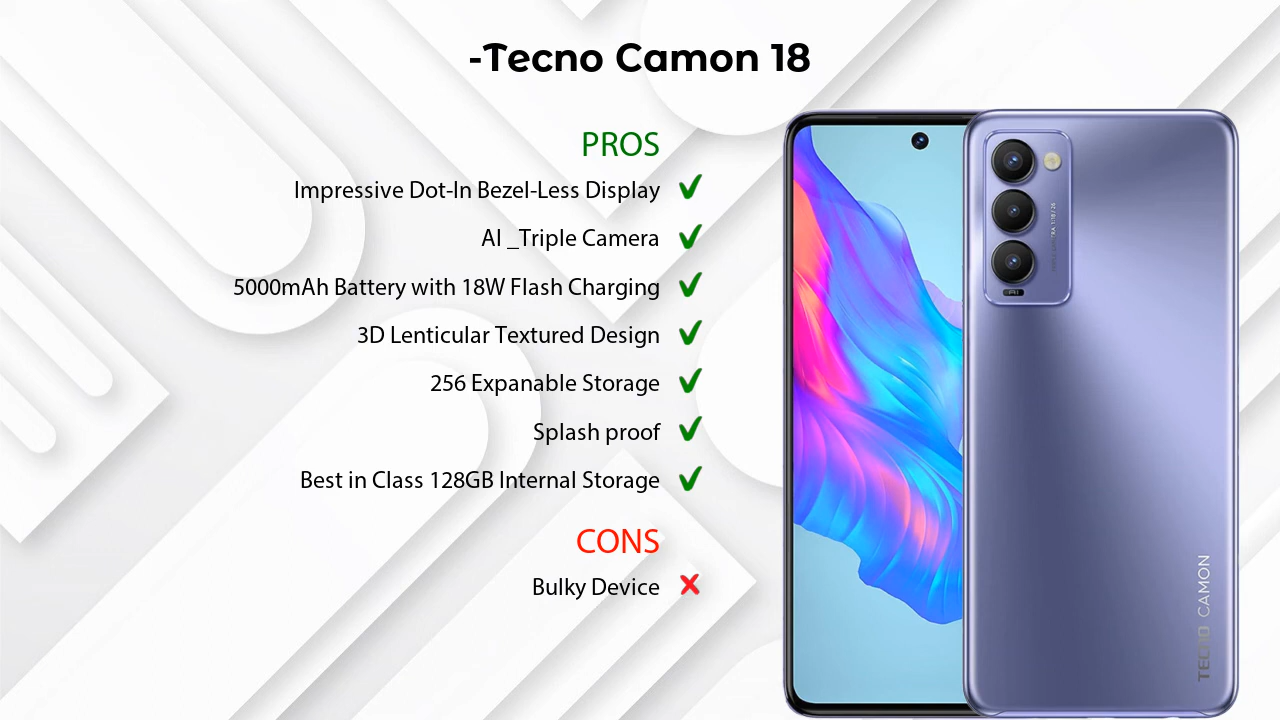 -Tecno Camon 18
PROS
Impressive Dot-In Bezel-Less Display
AI _Triple Camera
5000mAh Battery with 18W Flash Charging
3D Lenticular Textured Design
256 Expanable Storage
Splash proof
Best in Class 128GB Internal Storage
CONS
Bulky Device
AI
TECNO CAMON